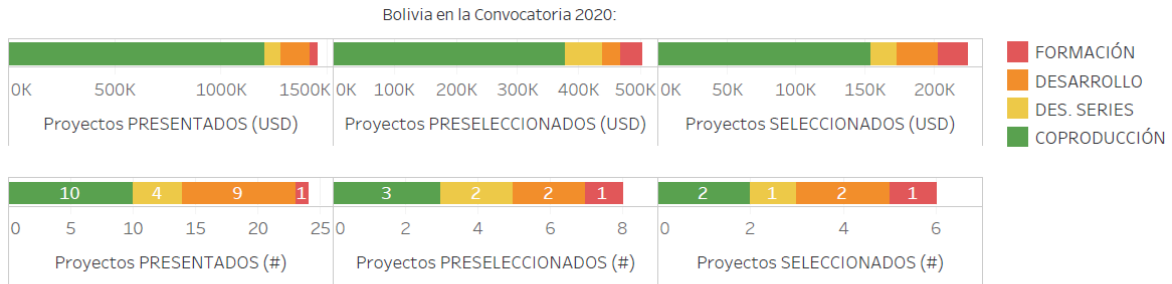 Bolivia en la Convocatoria 2020:
FORMACIÓN
DESARROLLO
DES. SERIES
COPRODUCCIÓN
0K 500K 1000K 1500K
0K 100K 200K 300K 400K 500K
0K 50K 100K 150K 200K
Proyectos PRESENTADOS (USD)
Proyectos PRESELECCIONADOS (USD)
Proyectos SELECCIONADOS (USD)
10 4 9 1
3 2 2 1
2 1 2 1
0 5 10 15 20 25
0 2 4 6 8
0 2 4 6
Proyectos PRESENTADOS (#)
Proyectos PRESELECCIONADOS (#)
Proyectos SELECCIONADOS (#)